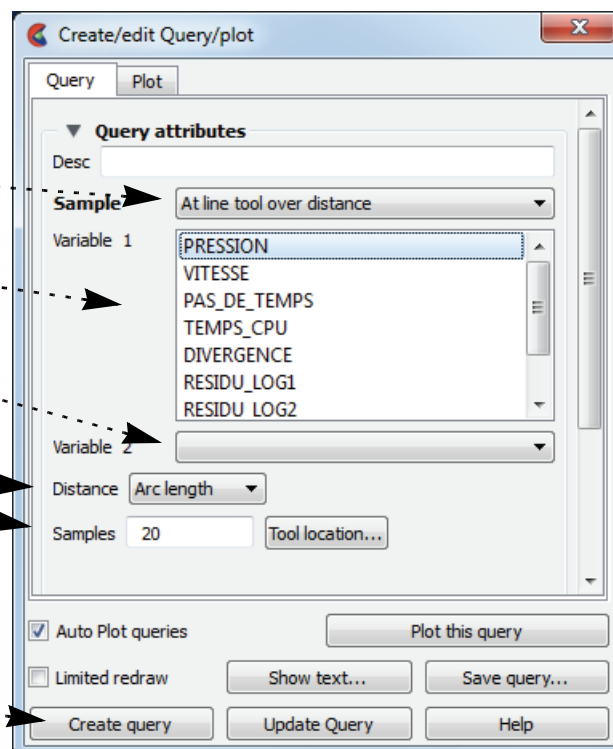 Create/edit Query/plot
Query Plot
Query attributes
Desc
Sample At line tool over distance
Variable 1 PRESSION
VITESSE
PAS_DE_TEMPS
TEMPS_CPU
DIVERGENCE
RESIDU_LOG1
RESIDU_LOG2
Variable 2
Distance Arc length
Samples 20 Tool location...
Auto Plot queries Plot this query
Limited redraw Show text... Save query...
Create query Update Query Help